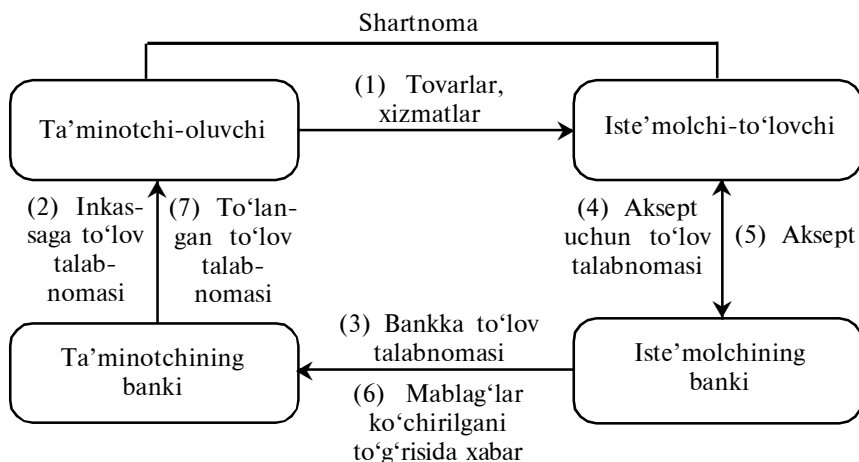 Shartnoma
(1) Tovarlar,
xizmatlar
Ta’minotchi-oluvchi
Iste’molchi-to‘lovchi
(2) Inkas-
saga to‘lov
talab-
nomasi
(7) To‘lan-
gan to‘lov
talab-
nomasi
(4) Aksept
uchun to‘lov
talabnomasi
(5) Aksept
(3) Bankka to‘lov
talabnomasi
Ta’minotchining
banki
Iste’molchining
banki
(6) Mablag‘lar
ko‘chirilgani
to‘g‘risida xabar